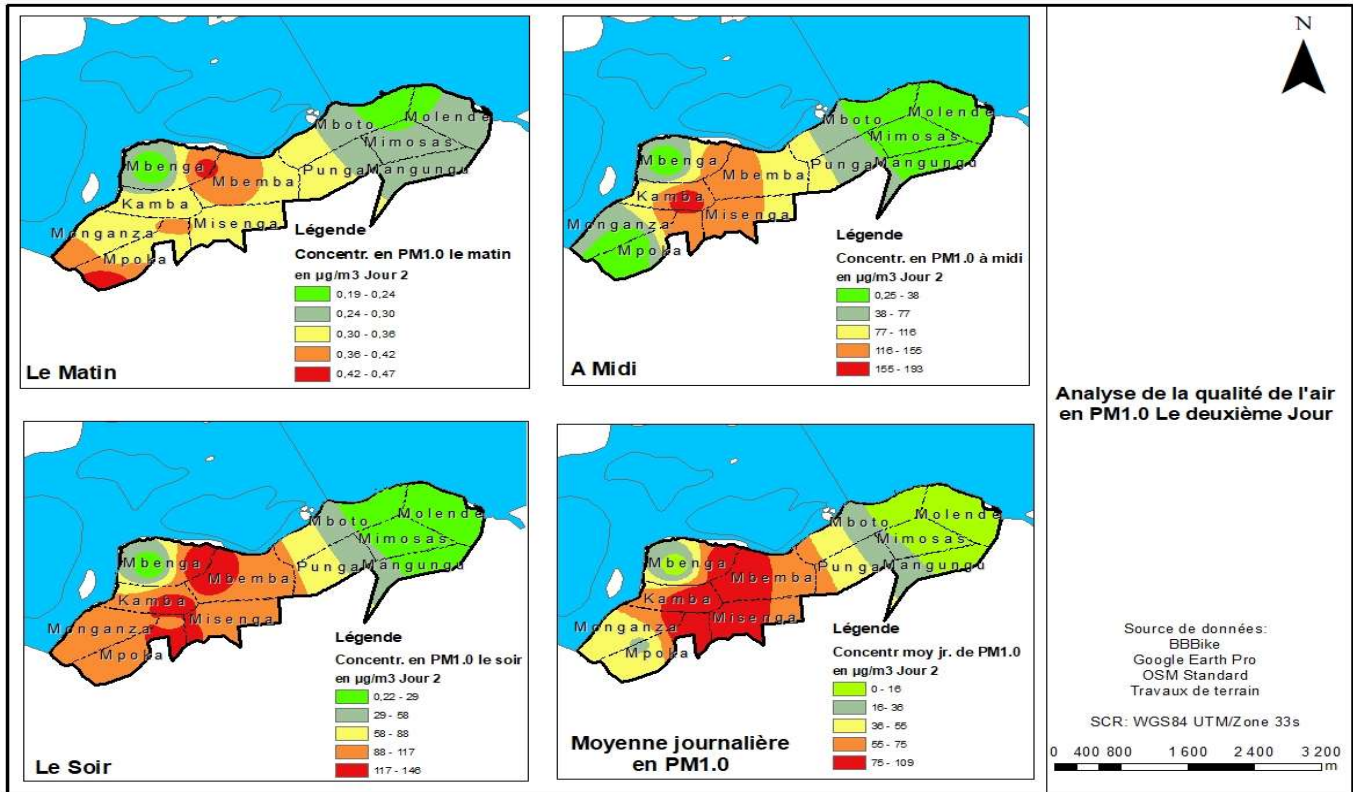 Mboto
Molende
Mimosas
Mbenga
Punga
Mangungu
Mbemba
Kamba
Misenga
Monganza
Mpoka
Légende
Concentr. en PM1.0 le matin
en µg/m3 Jour 2
0,19 - 0,24
0,24 - 0,30
0,30 - 0,36
0,36 - 0,42
0,42 - 0,47
Le Matin
Mboto
Molende
Mimosas
Mbenga
Punga
Mangungu
Mbemba
Kamba
Misenga
Monganza
Mpoka
Légende
Concentr. en PM1.0 à midi
en µg/m3 Jour 2
0,25 - 38
38 - 77
77 - 116
116 - 155
155 - 193
A Midi
Mboto
Molende
Mimosas
Mbenga
Punga
Mangungu
Mbemba
Kamba
Misenga
Monganza
Mpoka
Légende
Concentr. en PM1.0 le soir
en µg/m3 Jour 2
0,22 - 29
29 - 58
58 - 88
88 - 117
117 - 146
Le Soir
Mboto
Molende
Mimosas
Mbenga
Punga
Mangungu
Mbemba
Kamba
Misenga
Monganza
Mpoka
Légende
Concentr moy jr. de PM1.0
en µg/m3 Jour 2
0 - 16
16- 36
36 - 55
55 - 75
75 - 109
Moyenne journalière
en PM1.0
N
Analyse de la qualité de l'air
en PM1.0 Le deuxième Jour
Source de données:
BBBike
Google Earth Pro
OSM Standard
Travaux de terrain
SCR: WGS84 UTM/Zone 33s
0 400 800 1 600 2 400 3 200
m